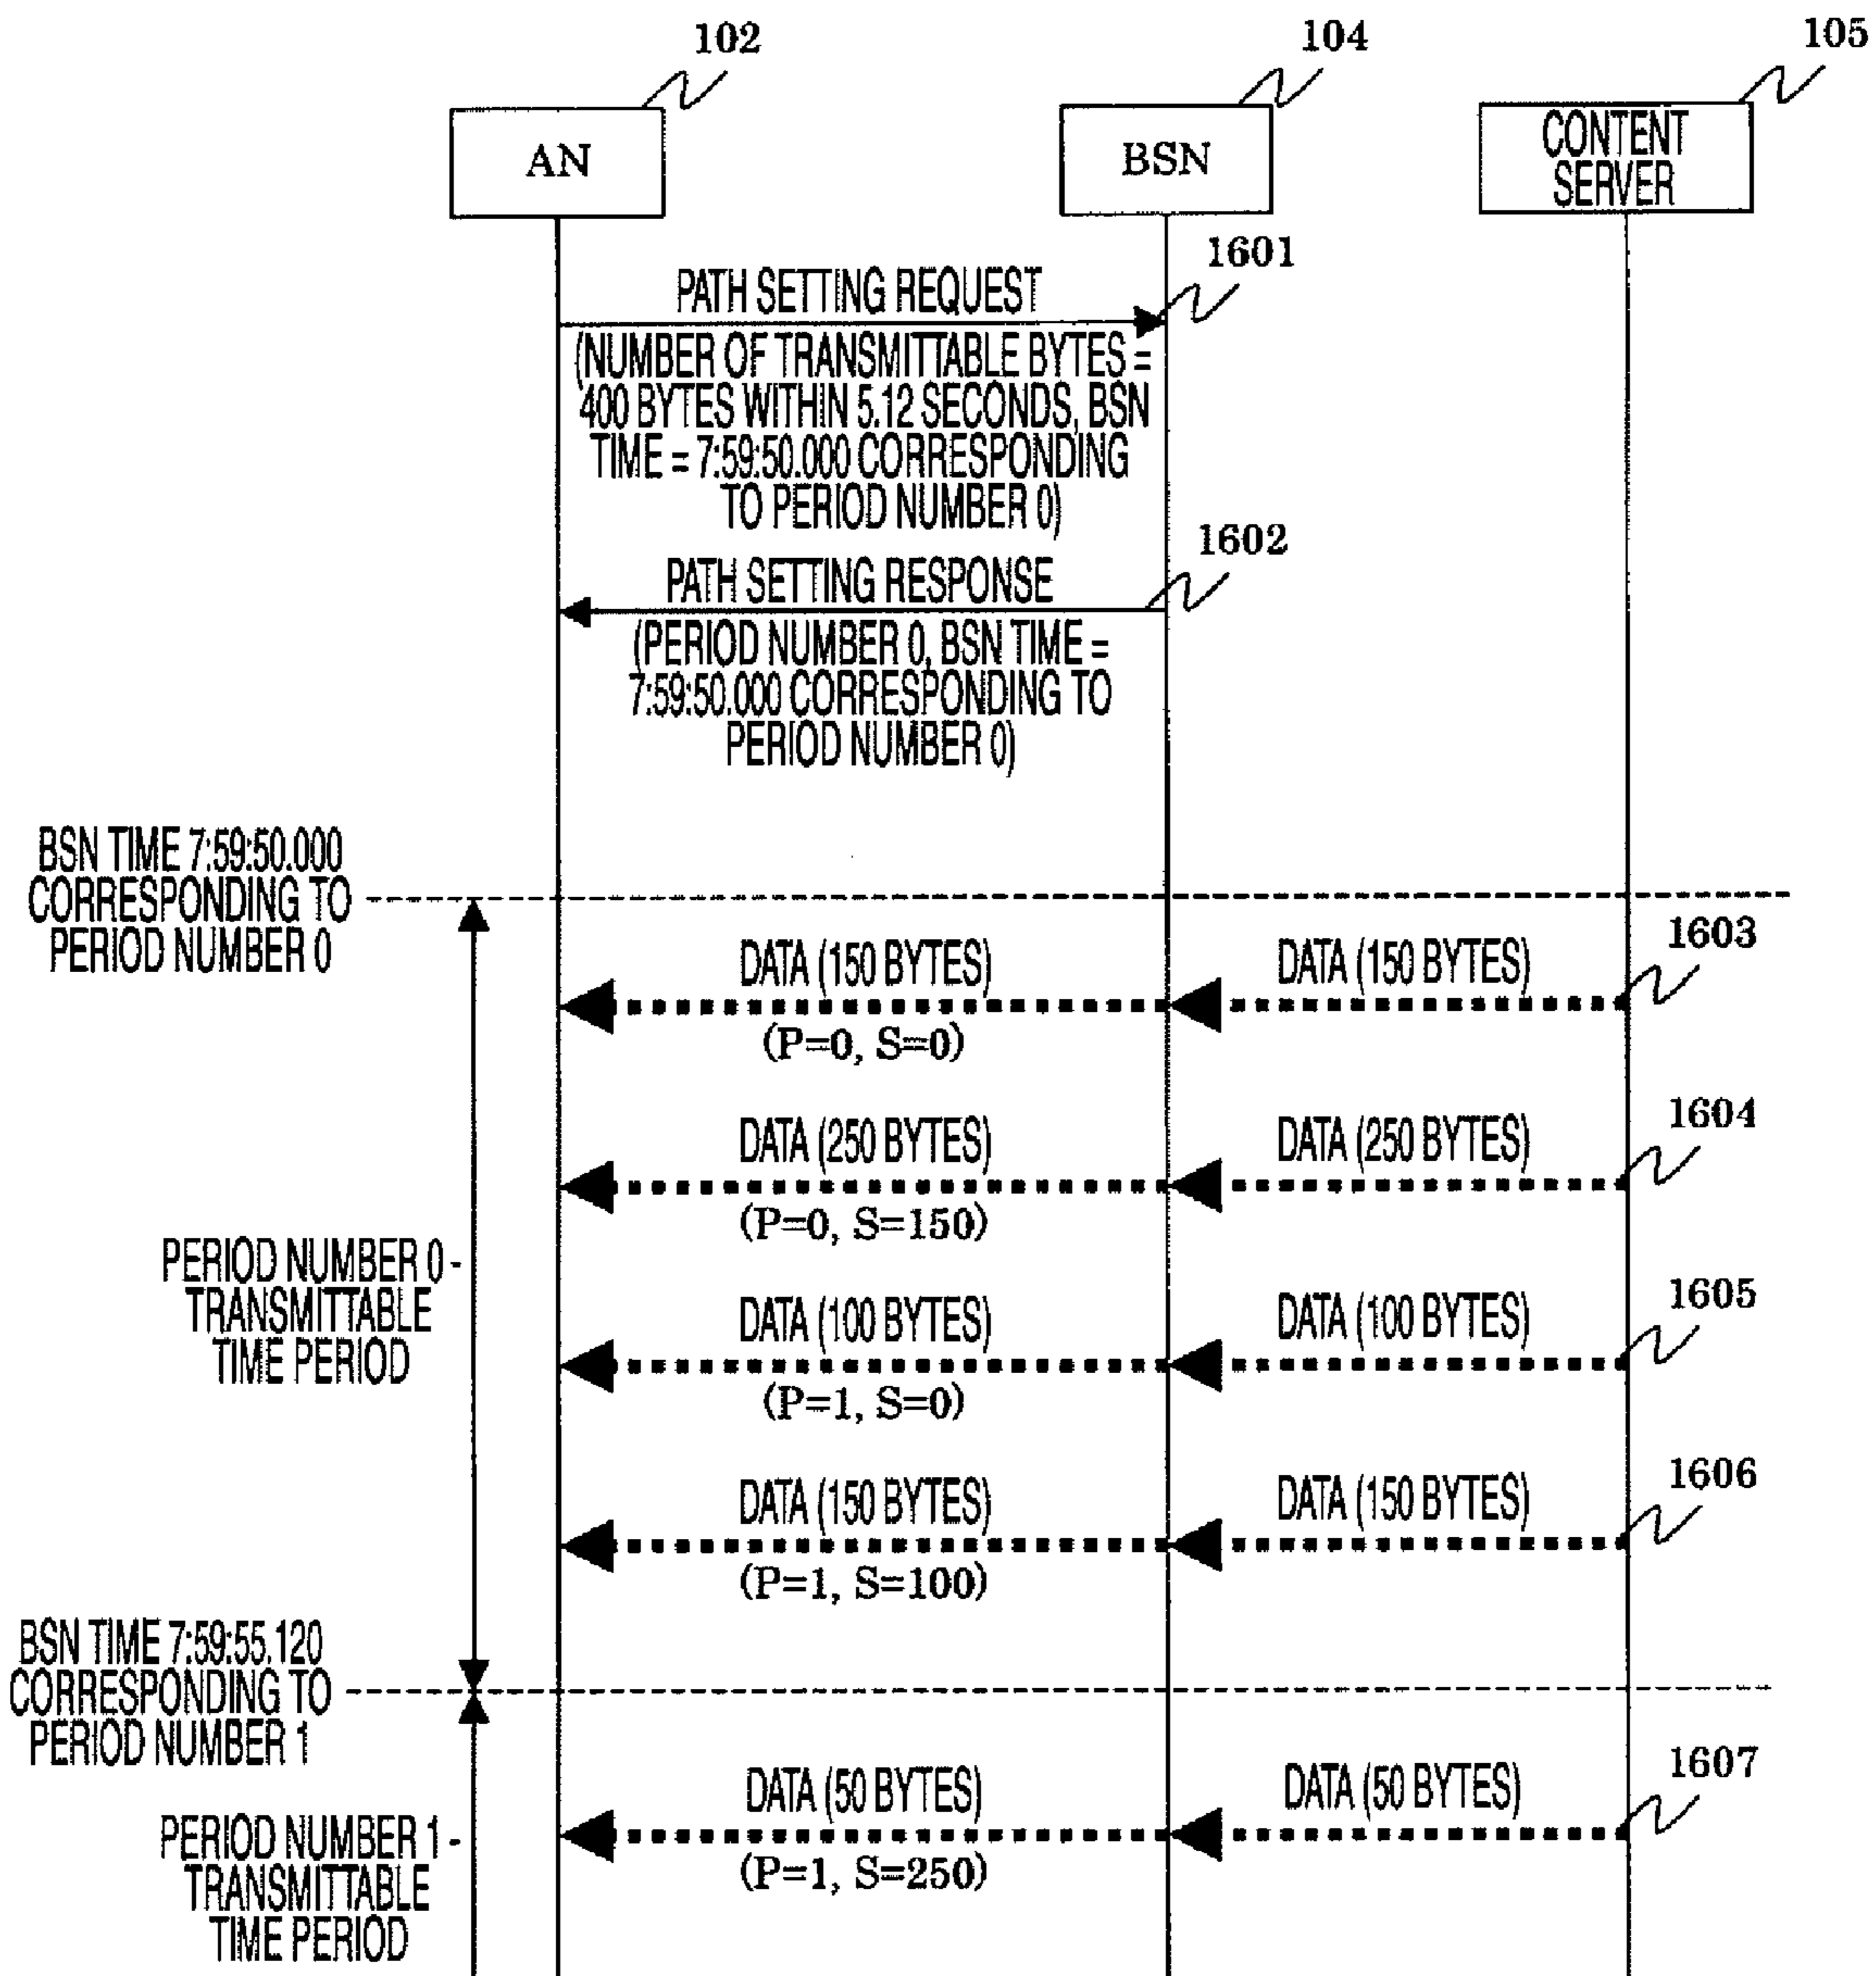 102
104
105
AN
BSN
CONTENT
SERVER
1601
PATH SETTING REQUEST
(NUMBER OF TRANSMITTABLE BYTES =
400 BYTES WITHIN 5.12 SECONDS, BSN
TIME = 7:59:50.000 CORRESPONDING
TO PERIOD NUMBER 0)
1602
PATH SETTING RESPONSE
(PERIOD NUMBER 0, BSN TIME =
7:59:50.000 CORRESPONDING TO
PERIOD NUMBER 0)
BSN TIME 7:59:50.000
CORRESPONDING TO
PERIOD NUMBER 0
1603
DATA (150 BYTES)
DATA (150 BYTES)
(P=0, S=0)
1604
DATA (250 BYTES)
DATA (250 BYTES)
(P=0, S=150)
PERIOD NUMBER 0
TRANSMITTABLE
TIME PERIOD
1605
DATA (100 BYTES)
DATA (100 BYTES)
(P=1, S=0)
1606
DATA (150 BYTES)
DATA (150 BYTES)
(P=1, S=100)
BSN TIME 7:59:55.120
CORRESPONDING TO
PERIOD NUMBER 1
1607
DATA (50 BYTES)
DATA (50 BYTES)
(P=1, S=250)
PERIOD NUMBER 1
TRANSMITTABLE
TIME PERIOD